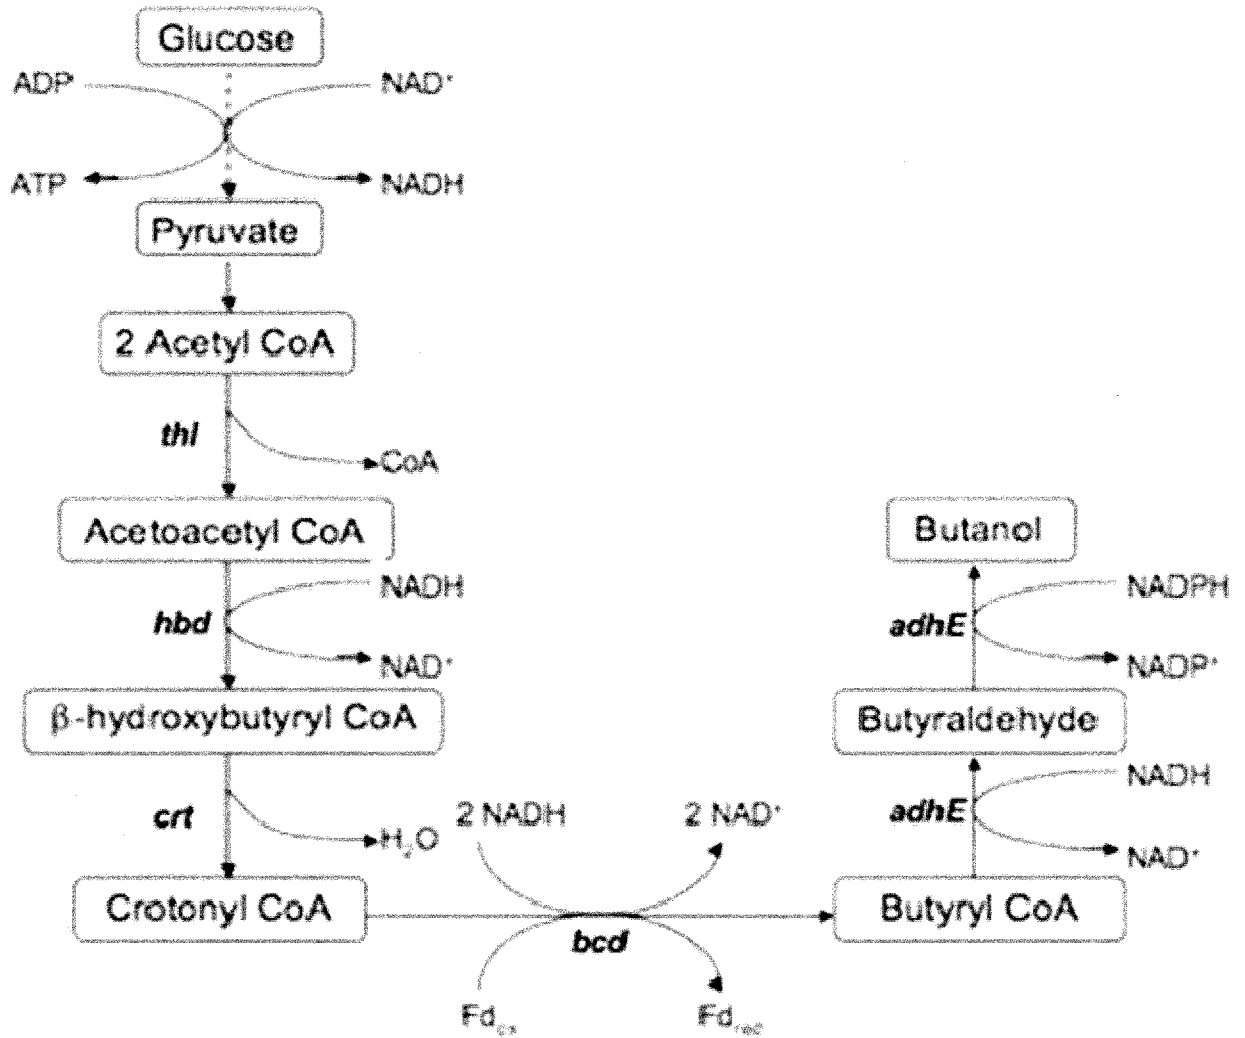 Glucose
ADP
NAD⁺
ATP
NADH
Pyruvate
2 Acetyl CoA
thl
CoA
Acetoacetyl CoA
NADH
hbd
NAD⁺
β-hydroxybutyryl CoA
crt
H₂O
Crotonyl CoA
2 NADH
2 NAD⁺
bcd
Fdₒₓ
Fd_red
Butyryl CoA
adhE
NADH
NAD⁺
Butyraldehyde
adhE
NADPH
NADP⁺
Butanol